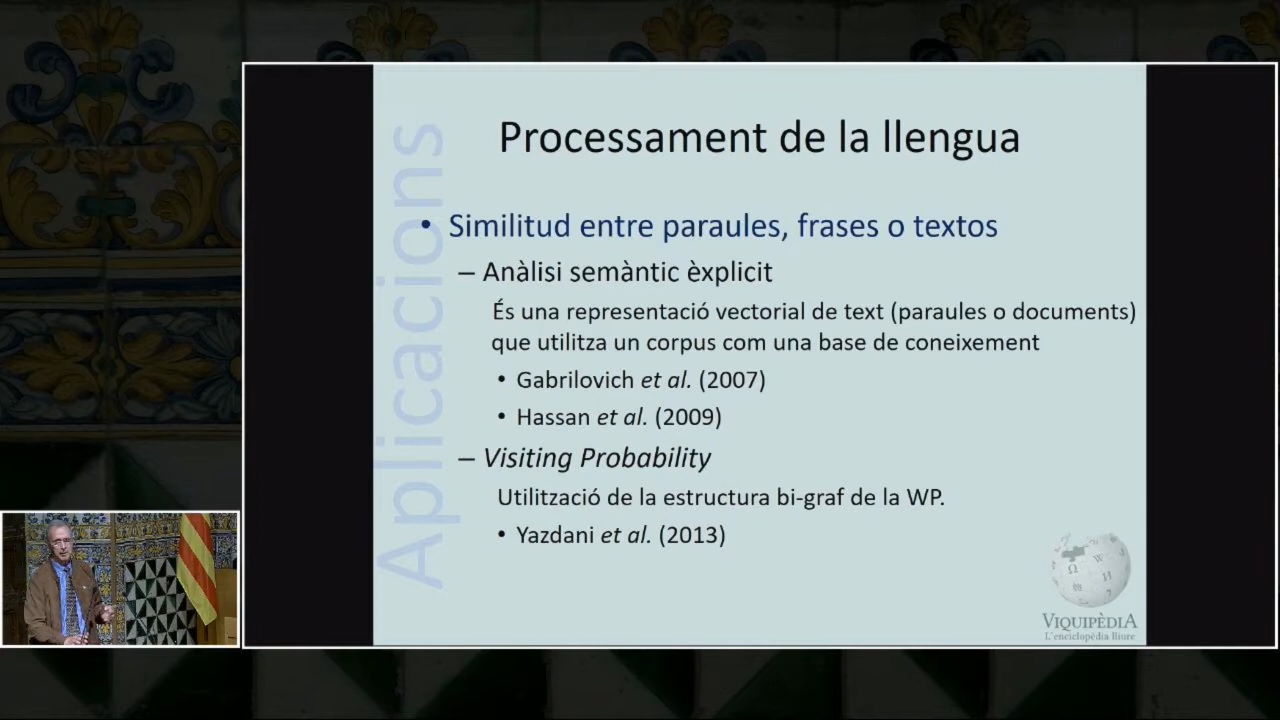 Processament de la llengua
Aplicacions
• Similitud entre paraules, frases o textos
– Anàlisi semàntic èxplicit
És una representació vectorial de text (paraules o documents)
que utilitza un corpus com una base de coneixement
• Gabrilovich et al. (2007)
• Hassan et al. (2009)
– Visiting Probability
Utilització de la estructura bi-graf de la WP.
• Yazdani et al. (2013)
VIQUIPÈDIA
L'enciclopèdia lliure